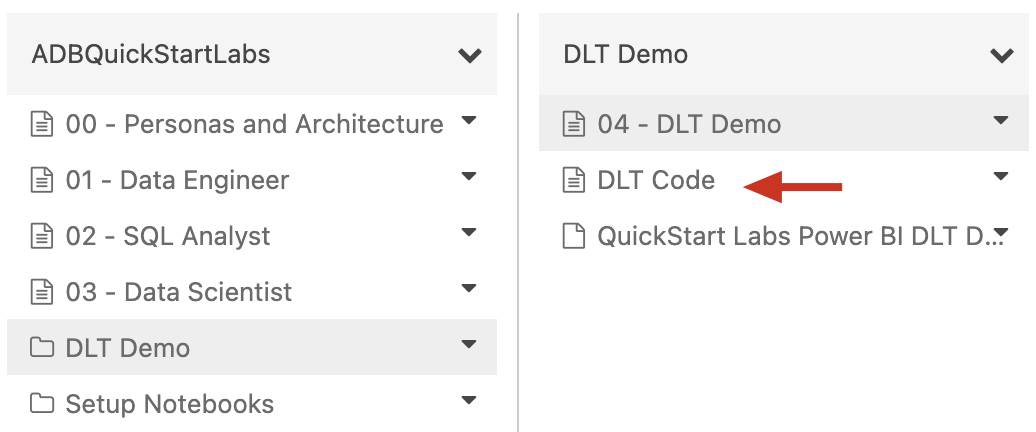 ADBQuickStartLabs
00 - Personas and Architecture
01 - Data Engineer
02 - SQL Analyst
03 - Data Scientist
DLT Demo
Setup Notebooks
DLT Demo
04 - DLT Demo
DLT Code
QuickStart Labs Power BI DLT D...